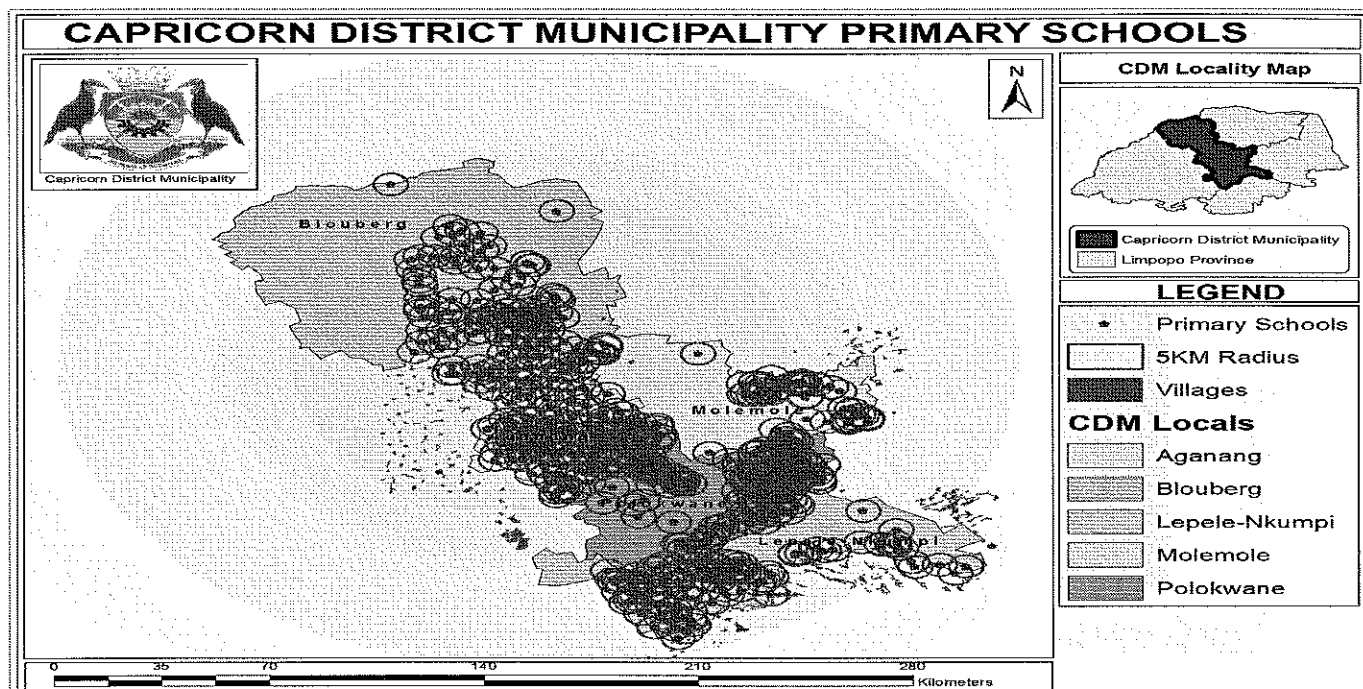 CAPRICORN DISTRICT MUNICIPALITY PRIMARY SCHOOLS
Capricorn District Municipality
N
CDM Locality Map
Capricorn District Municipality
Limpopo Province
LEGEND
Primary Schools
5KM Radius
Villages
CDM Locals
Aganang
Blouberg
Lepele-Nkumpi
Molemole
Polokwane
Blouberg
Molemole
0 35 70 140 210 280
Kilometers